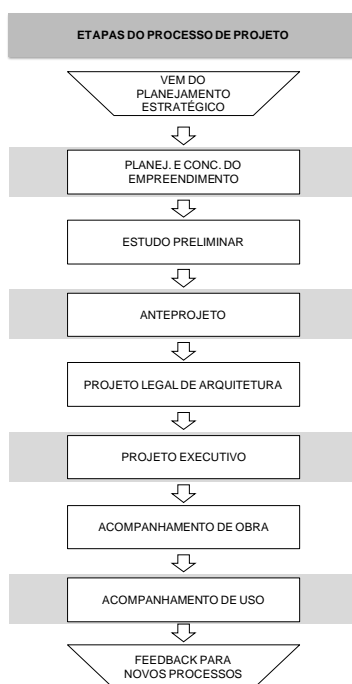 ETAPAS DO PROCESSO DE PROJETO
VEM DO
PLANEJAMENTO
ESTRATÉGICO
PLANEJ. E CONC. DO
EMPREENDIMENTO
ESTUDO PRELIMINAR
ANTEPROJETO
PROJETO LEGAL DE ARQUITETURA
PROJETO EXECUTIVO
ACOMPANHAMENTO DE OBRA
ACOMPANHAMENTO DE USO
FEEDBACK PARA
NOVOS PROCESSOS